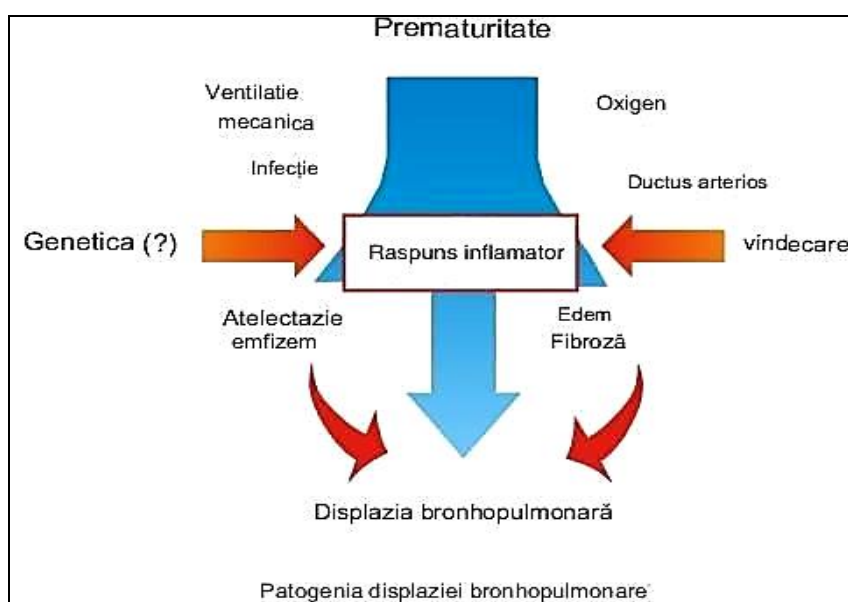 Prematuritate
Ventilatie
mecanica
Oxigen
Infecție
Ductus arterios
Genetica (?)
Raspuns inflamator
vindecare
Atelectazie
emfizem
Edem
Fibroză
Displazia bronhopulmonară
Patogenia displaziei bronhopulmonare